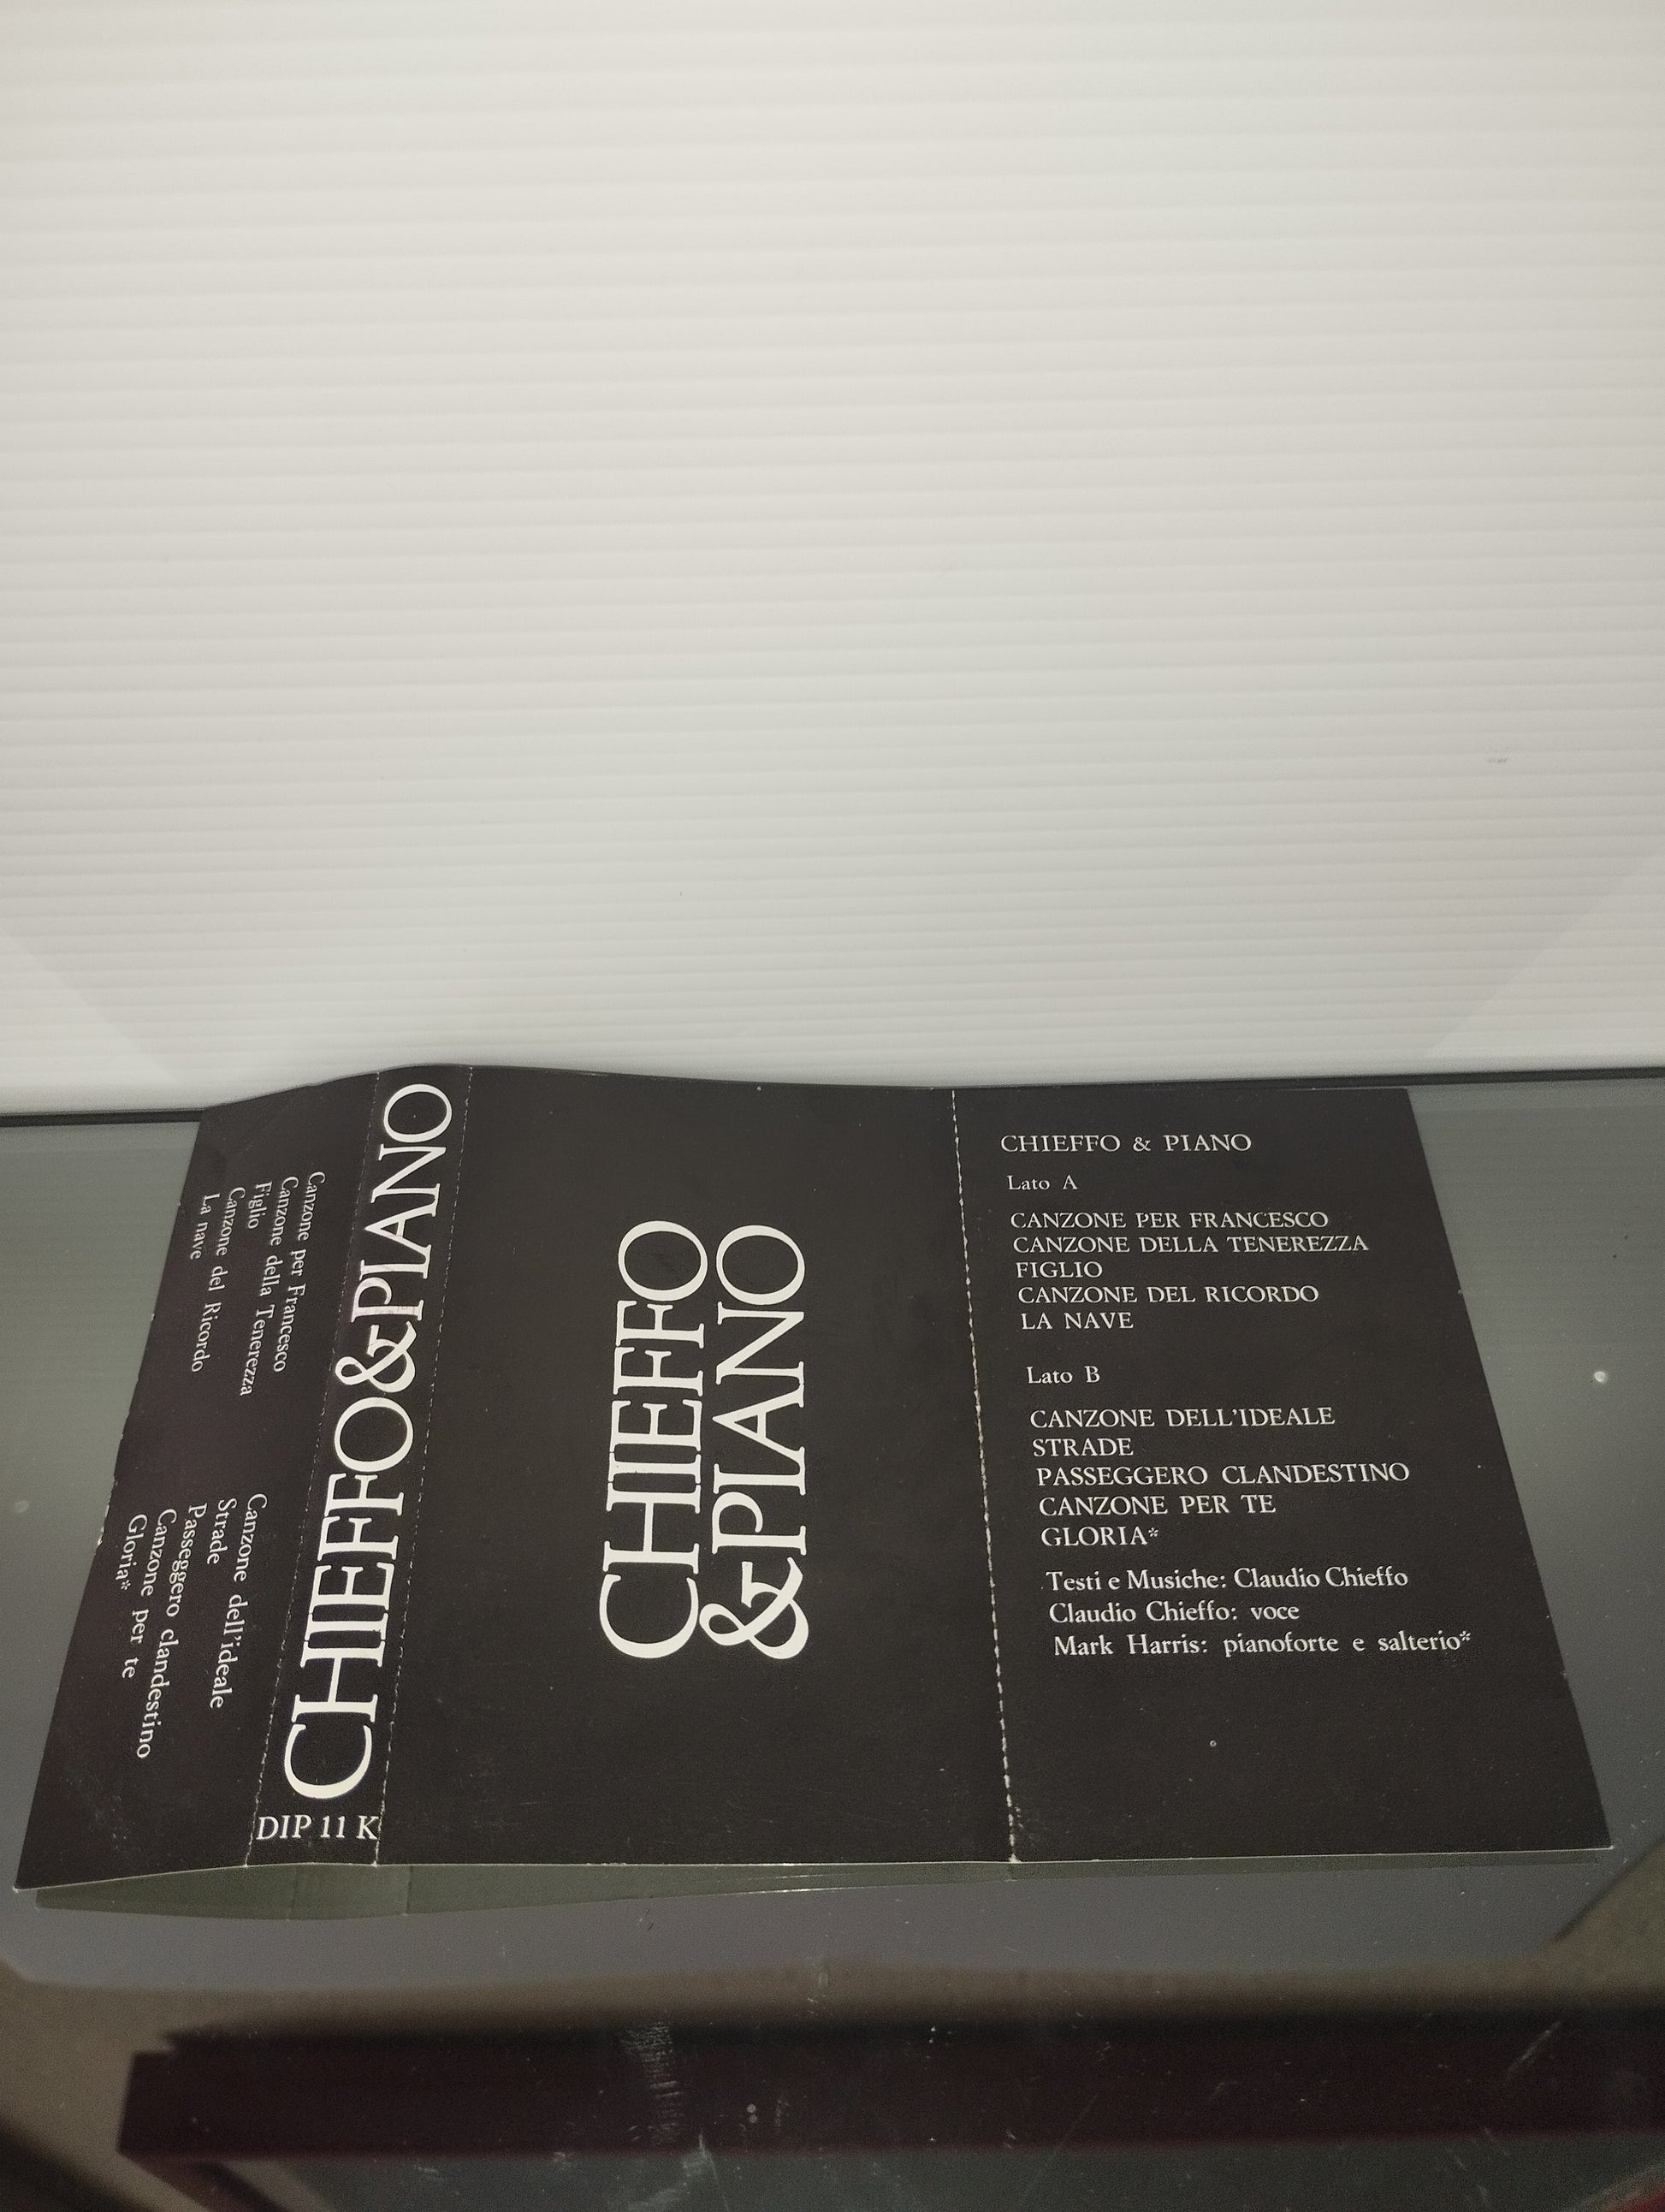 Canzone per Francesco
Canzone della Tenerezza
Figlio
Canzone del Ricordo
La nave
Canzone dell'ideale
Strade
Passeggero clandestino
Canzone per te
Gloria*
CHIEFFO&PIANO
DIP 11 K
CHIEFFO
&PIANO
CHIEFFO & PIANO
Lato A
CANZONE PER FRANCESCO
CANZONE DELLA TENEREZZA
FIGLIO
CANZONE DEL RICORDO
LA NAVE
Lato B
CANZONE DELL'IDEALE
STRADE
PASSEGGERO CLANDESTINO
CANZONE PER TE
GLORIA*
Testi e Musiche: Claudio Chieffo
Claudio Chieffo: voce
Mark Harris: pianoforte e salterio*